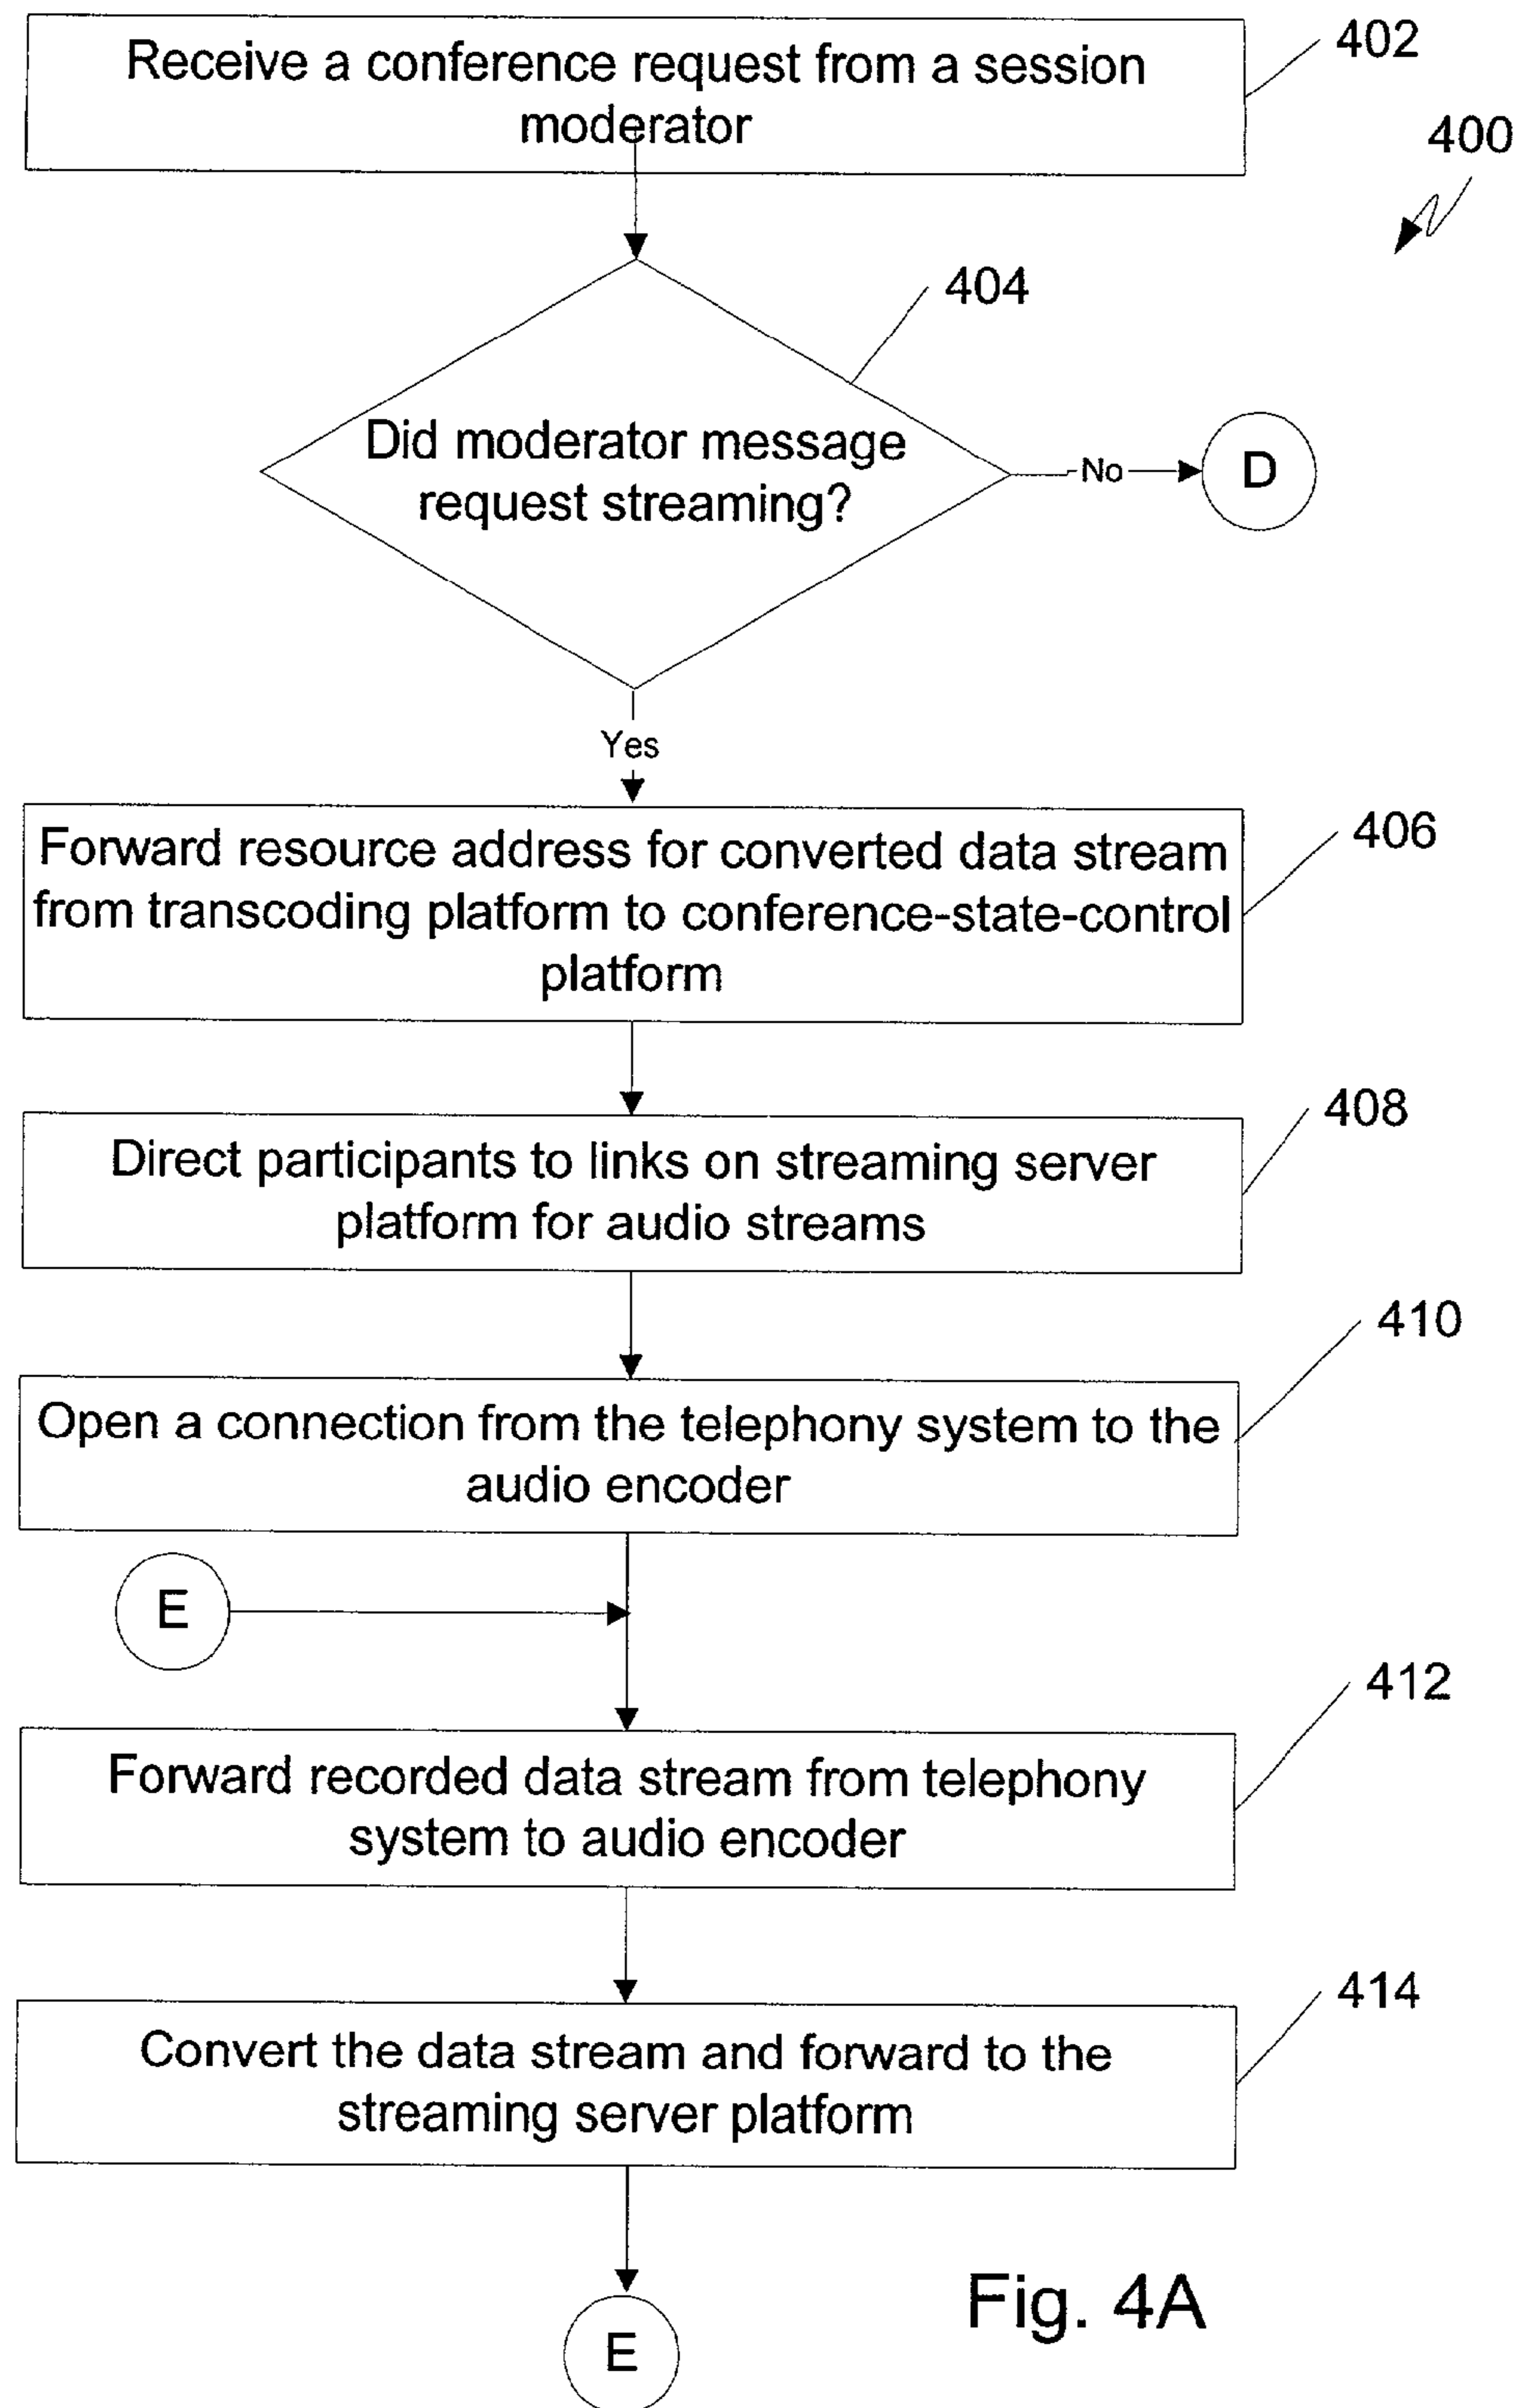 Receive a conference request from a session
moderator
402
400
404
Did moderator message
request streaming?
No
D
Yes
Forward resource address for converted data stream
from transcoding platform to conference-state-control
platform
406
Direct participants to links on streaming server
platform for audio streams
408
Open a connection from the telephony system to the
audio encoder
410
E
Forward recorded data stream from telephony
system to audio encoder
412
Convert the data stream and forward to the
streaming server platform
414
E
Fig. 4A